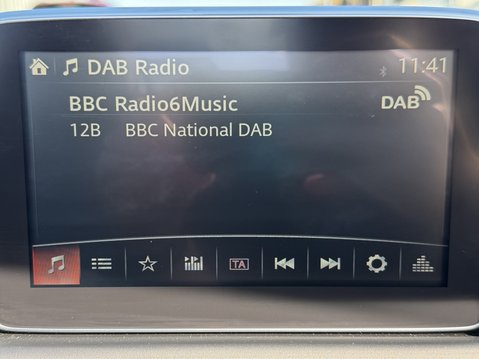 DAB Radio 11:41
BBC Radio6Music DAB
12B BBC National DAB
TA